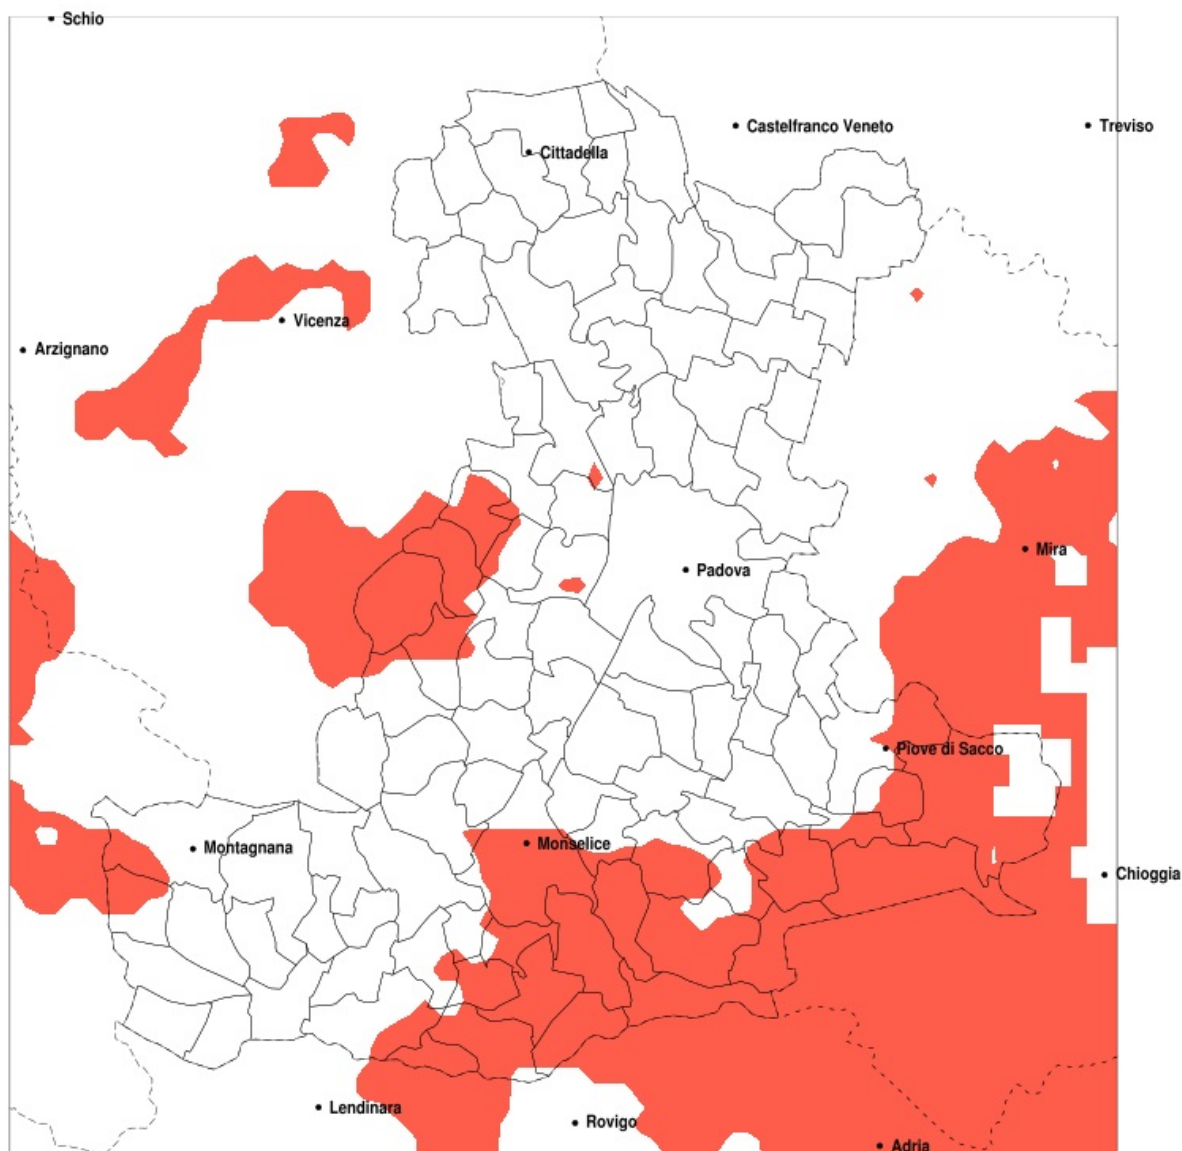 Schio
Castelfranco Veneto
Treviso
Cittadella
Vicenza
Arzignano
Mira
Padova
Piove di Sacco
Monselice
Montagnana
Chioggia
Lendinara
Rovigo
Adria